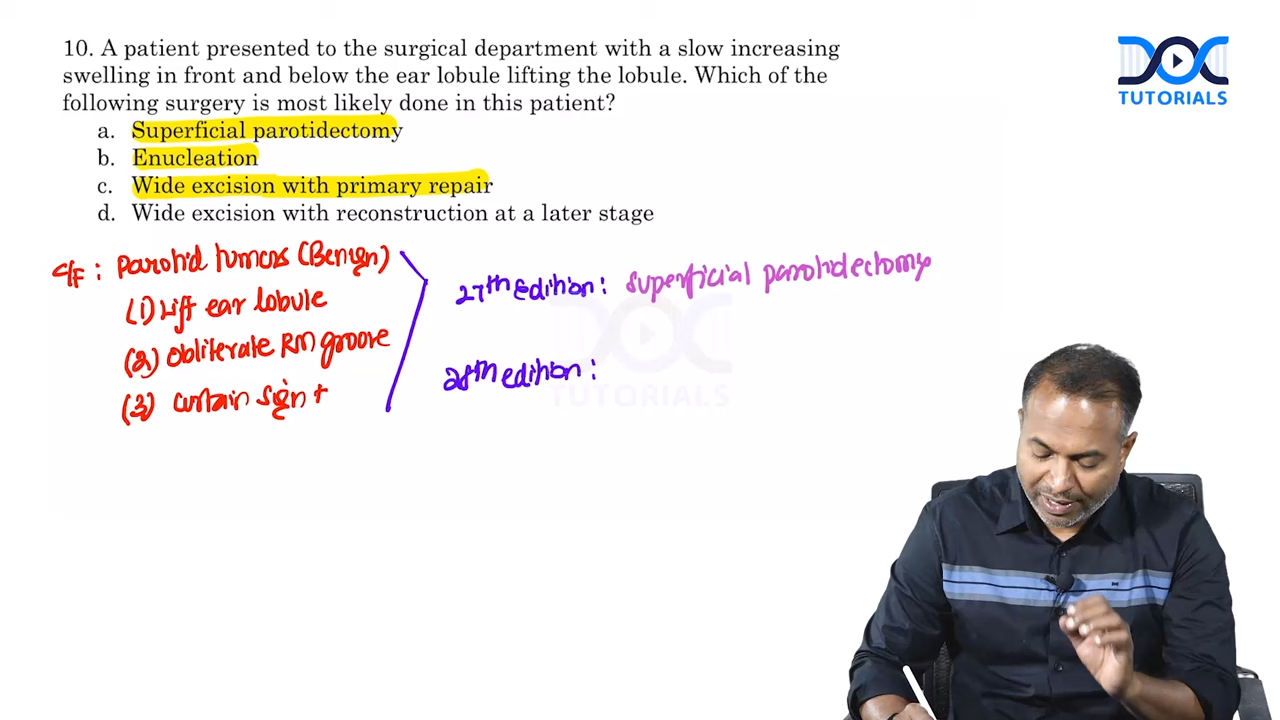 10. A patient presented to the surgical department with a slow increasing
swelling in front and below the ear lobule lifting the lobule. Which of the
following surgery is most likely done in this patient?
a. Superficial parotidectomy
b. Enucleation
c. Wide excision with primary repair
d. Wide excision with reconstruction at a later stage
C/F : Parotid tumors (Benign)
(1) Lift ear lobule
(2) Obliterate RM groove
(3) curtain sign +
27th Edition : superficial parotidectomy
28th edition :
DOC
TUTORIALS
TUTORIALS